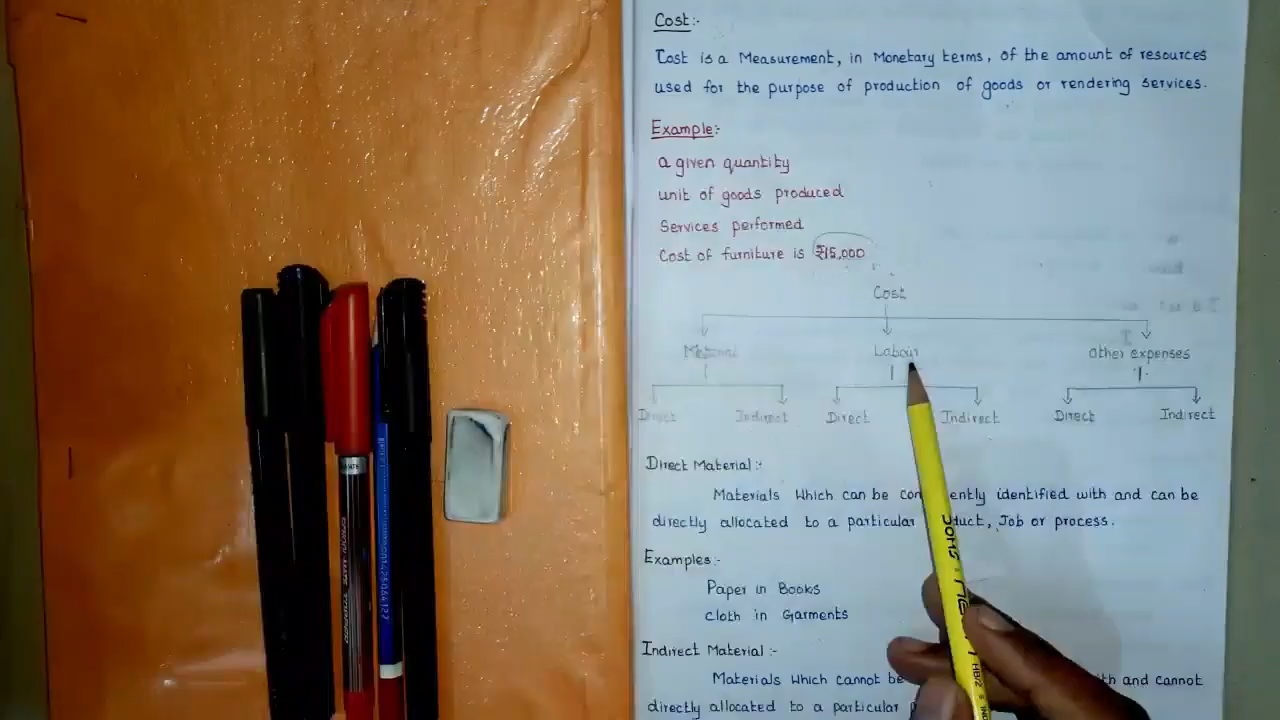 Cost:-
Cost is a Measurement, in Monetary terms, of the amount of resources
used for the purpose of production of goods or rendering services.
Example:-
a given quantity
unit of goods produced
Services performed
Cost of furniture is ₹15,000
Cost
Material Labour Other expenses
Direct Indirect Direct Indirect Direct Indirect
Direct Material:-
Materials Which can be ently identified with and can be
directly allocated to a particular duct, Job or process.
Examples:-
Paper in Books
cloth in Garments
Indirect Material:-
Materials which cannot be th and cannot
directly allocated to a particular p
DOMS
HB/2